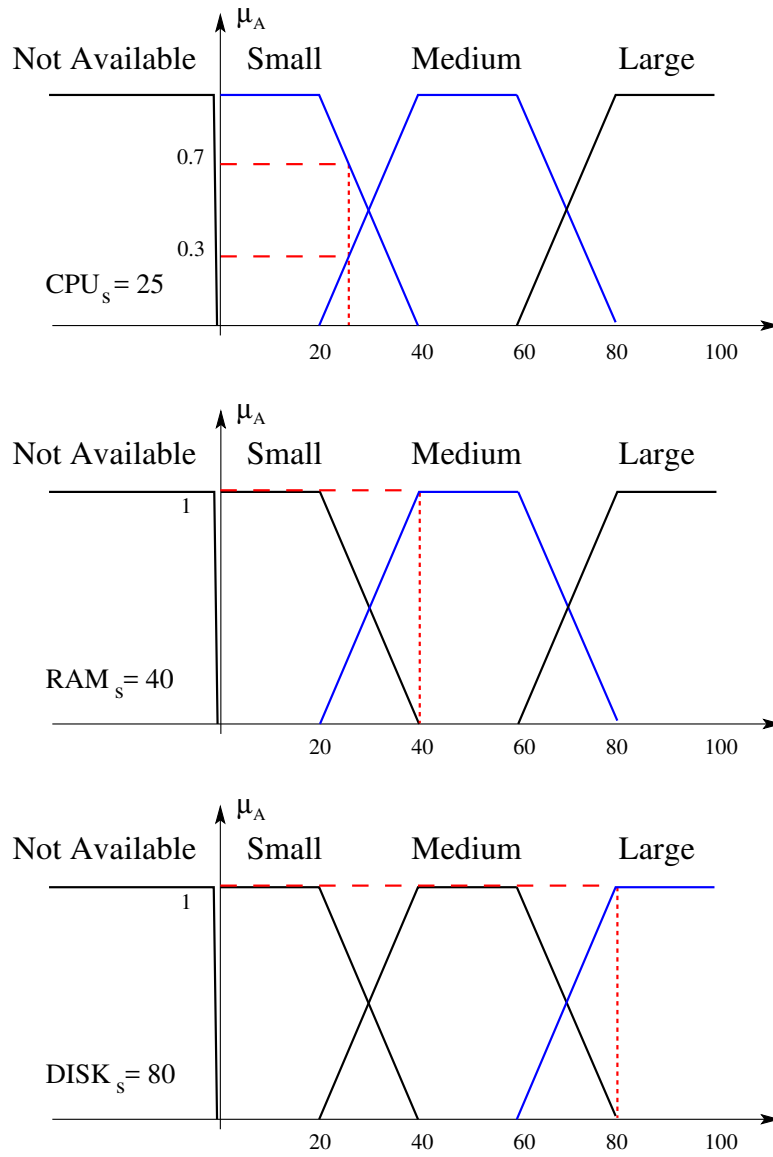 μA
Not Available Small Medium Large
0.7
0.3
CPUs = 25
20 40 60 80 100
μA
Not Available Small Medium Large
1
RAMs = 40
20 40 60 80 100
μA
Not Available Small Medium Large
1
DISKs = 80
20 40 60 80 100